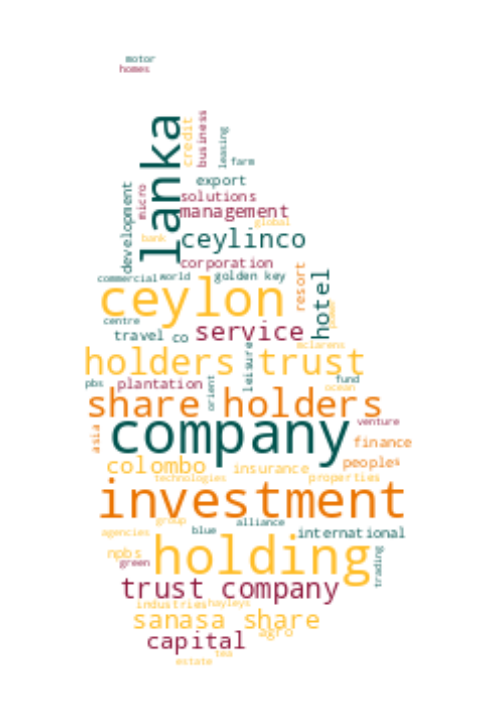 motor
homes
lanka
credit
business
leasing
farm
export
development
micro
solutions
management
global
bank
ceylinco
corporation
commercial
world
golden key
resort
hotel
ceylon
centre
travel
co
service
leisure
mclarens
holders trust
pbs
plantation
orient
fund
ocean
share holders
asia
company
venture
finance
colombo
insurance
peoples
technologies
properties
investment
group
blue
alliance
agencies
international
npbs
green
holding
trading
trust company
industries
hayleys
sanasa share
agro
capital
tea
estate